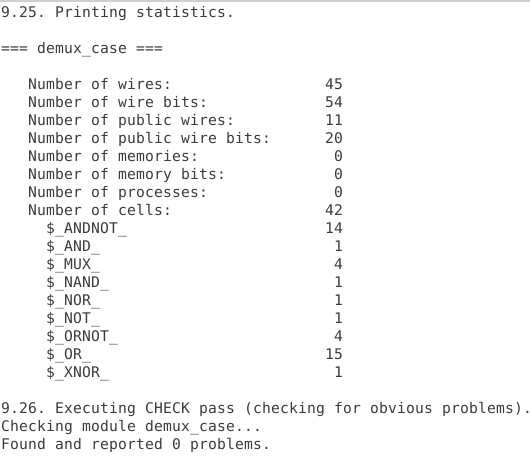 9.25. Printing statistics.
=== demux_case ===
Number of wires: 45
Number of wire bits: 54
Number of public wires: 11
Number of public wire bits: 20
Number of memories: 0
Number of memory bits: 0
Number of processes: 0
Number of cells: 42
$_ANDNOT_ 14
$_AND_ 1
$_MUX_ 4
$_NAND_ 1
$_NOR_ 1
$_NOT_ 1
$_ORNOT_ 4
$_OR_ 15
$_XNOR_ 1
9.26. Executing CHECK pass (checking for obvious problems).
Checking module demux_case...
Found and reported 0 problems.